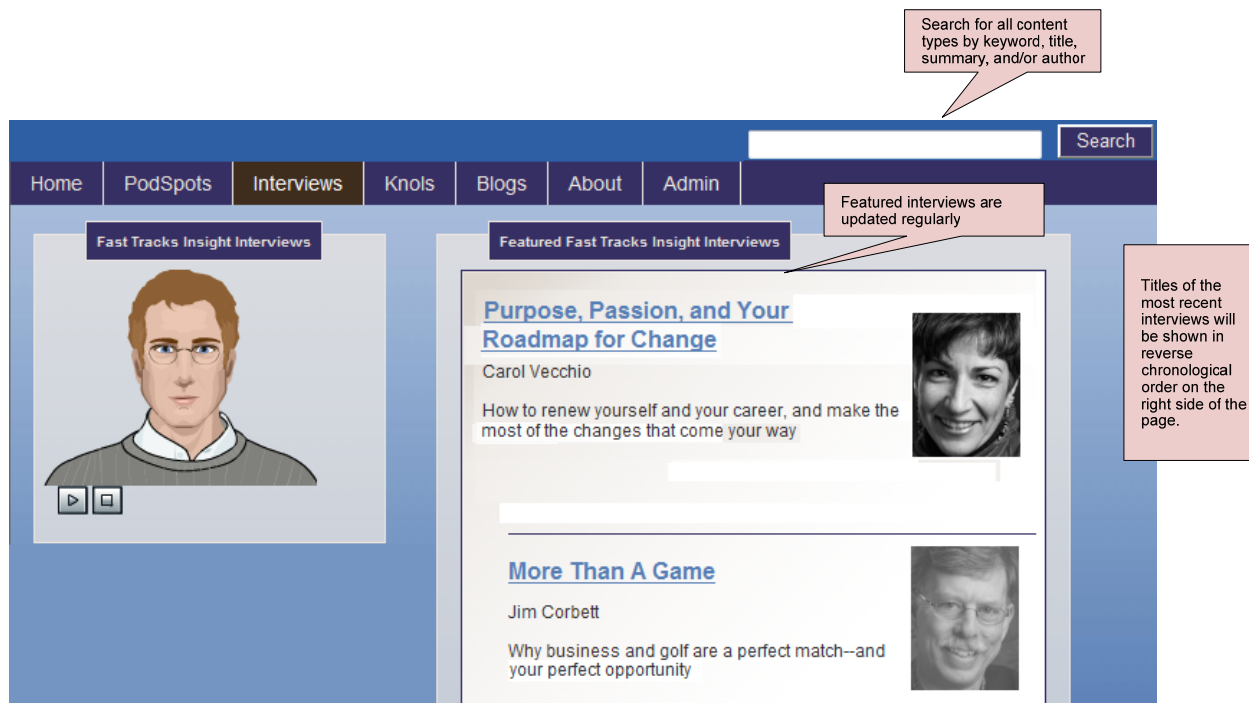 Search for all content
types by keyword, title,
summary, and/or author
Search
Home PodSpots Interviews Knols Blogs About Admin
Featured interviews are
updated regularly
Fast Tracks Insight Interviews
Featured Fast Tracks Insight Interviews
Titles of the
most recent
interviews will
be shown in
reverse
chronological
order on the
right side of the
page.
Purpose, Passion, and Your
Roadmap for Change
Carol Vecchio
How to renew yourself and your career, and make the
most of the changes that come your way
More Than A Game
Jim Corbett
Why business and golf are a perfect match--and
your perfect opportunity